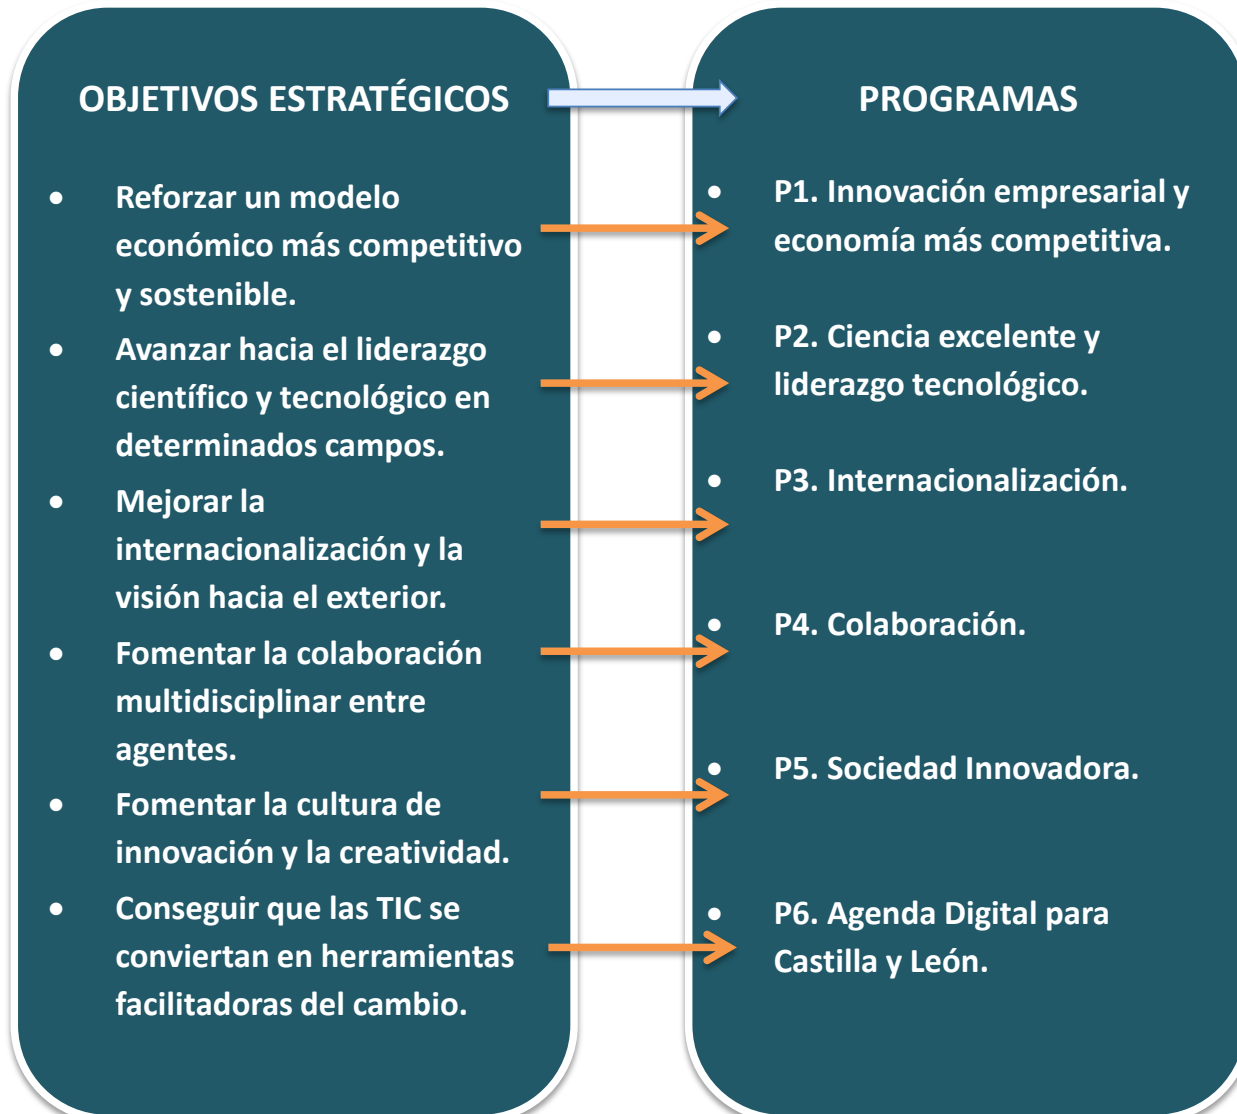 OBJETIVOS ESTRATÉGICOS
• Reforzar un modelo
económico más competitivo
y sostenible.
• Avanzar hacia el liderazgo
científico y tecnológico en
determinados campos.
• Mejorar la
internacionalización y la
visión hacia el exterior.
• Fomentar la colaboración
multidisciplinar entre
agentes.
• Fomentar la cultura de
innovación y la creatividad.
• Conseguir que las TIC se
conviertan en herramientas
facilitadoras del cambio.
PROGRAMAS
• P1. Innovación empresarial y
economía más competitiva.
• P2. Ciencia excelente y
liderazgo tecnológico.
• P3. Internacionalización.
• P4. Colaboración.
• P5. Sociedad Innovadora.
• P6. Agenda Digital para
Castilla y León.